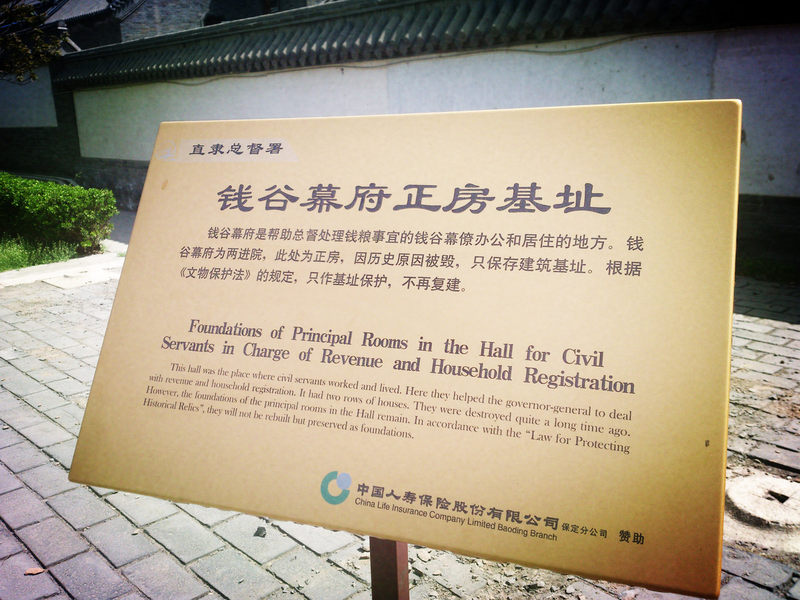 直隶总督署
钱谷幕府正房基址
钱谷幕府是帮助总督处理钱粮事宜的钱谷幕僚办公和居住的地方。钱
谷幕府为两进院，此处为正房，因历史原因被毁，只保存建筑基址。根据
《文物保护法》的规定，只作基址保护，不再复建。
Foundations of Principal Rooms in the Hall for Civil
Servants in Charge of Revenue and Household Registration
This hall was the place where civil servants worked and lived. Here they helped the governor-general to deal
with revenue and household registration. It had two rows of houses. They were destroyed quite a long time ago.
However, the foundations of the principal rooms in the Hall remain. In accordance with the “Law for Protecting
Historical Relics”, they will not be rebuilt but preserved as foundations.
中国人寿保险股份有限公司 保定分公司 赞助
China Life Insurance Company Limited Baoding Branch